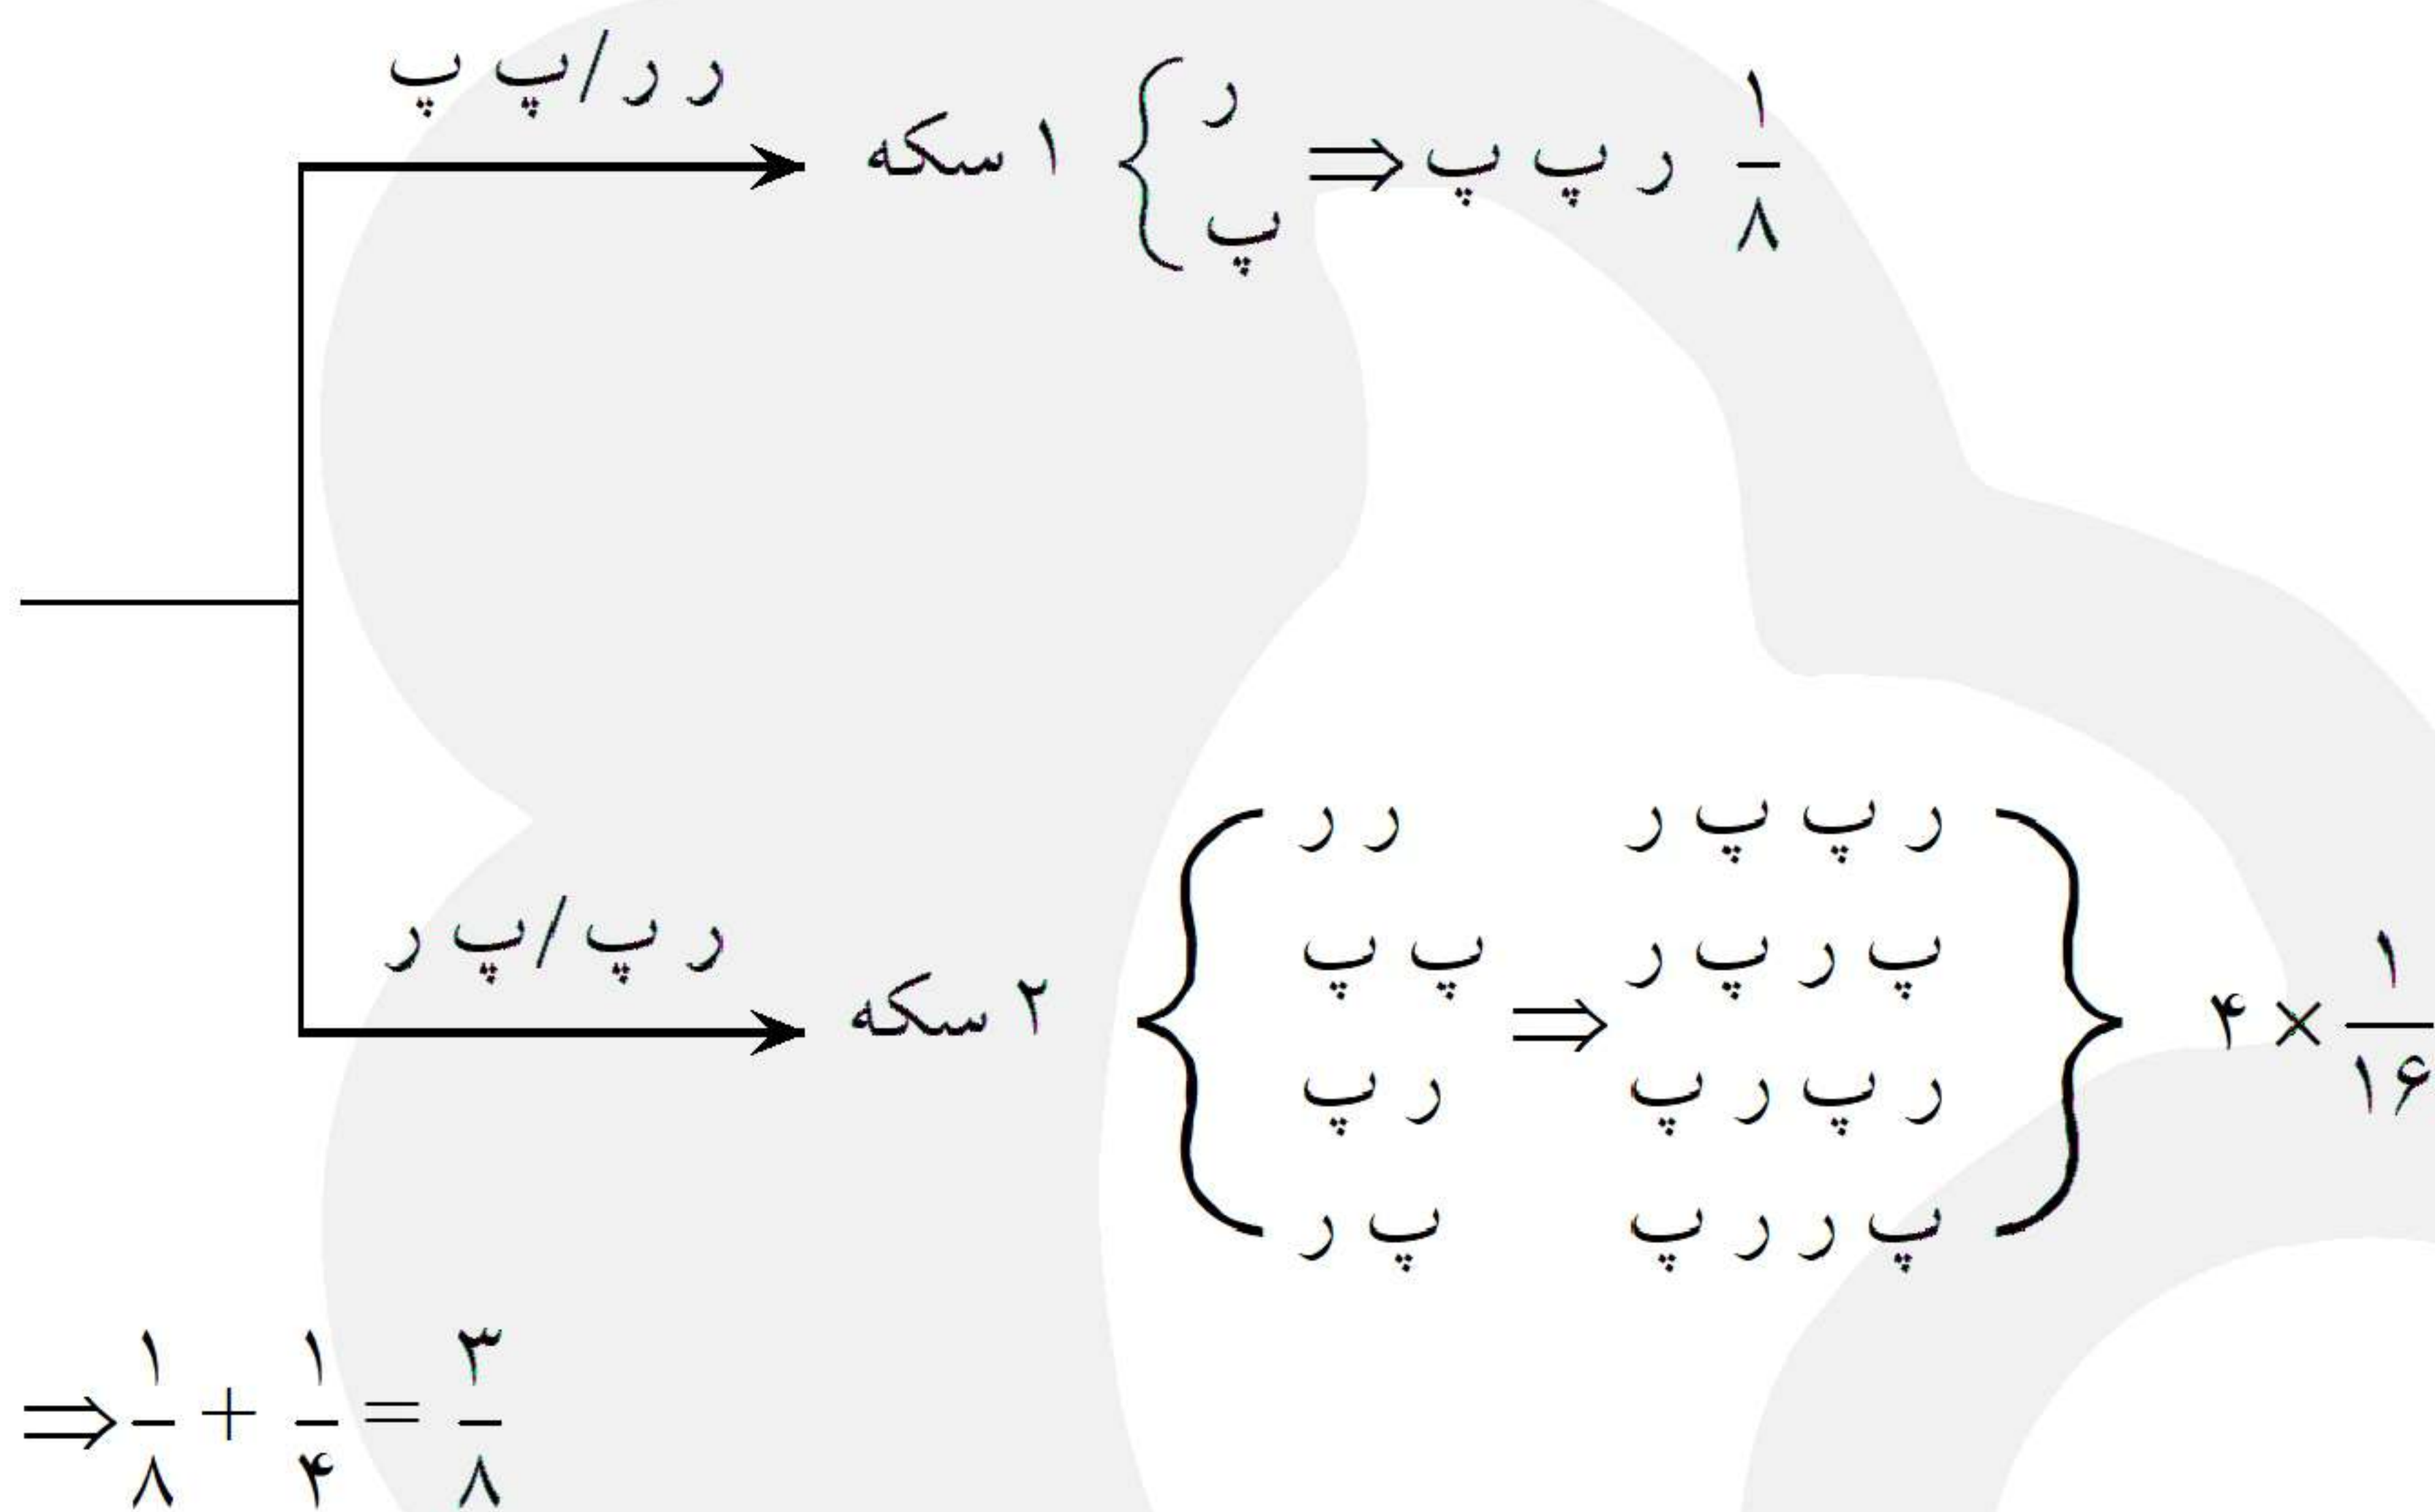 ر ر/پ پ
۱ سکه { ر پ ⇒ ر پ پ ۱/۸
ر پ/پ ر
۲ سکه
ر ر ر پ پ ر
پ پ پ ر پ ر
ر پ ⇒ ر پ ر پ
پ ر پ ر ر پ
۴ × ۱/۱۶
⇒ ۱/۸ + ۱/۴ = ۳/۸